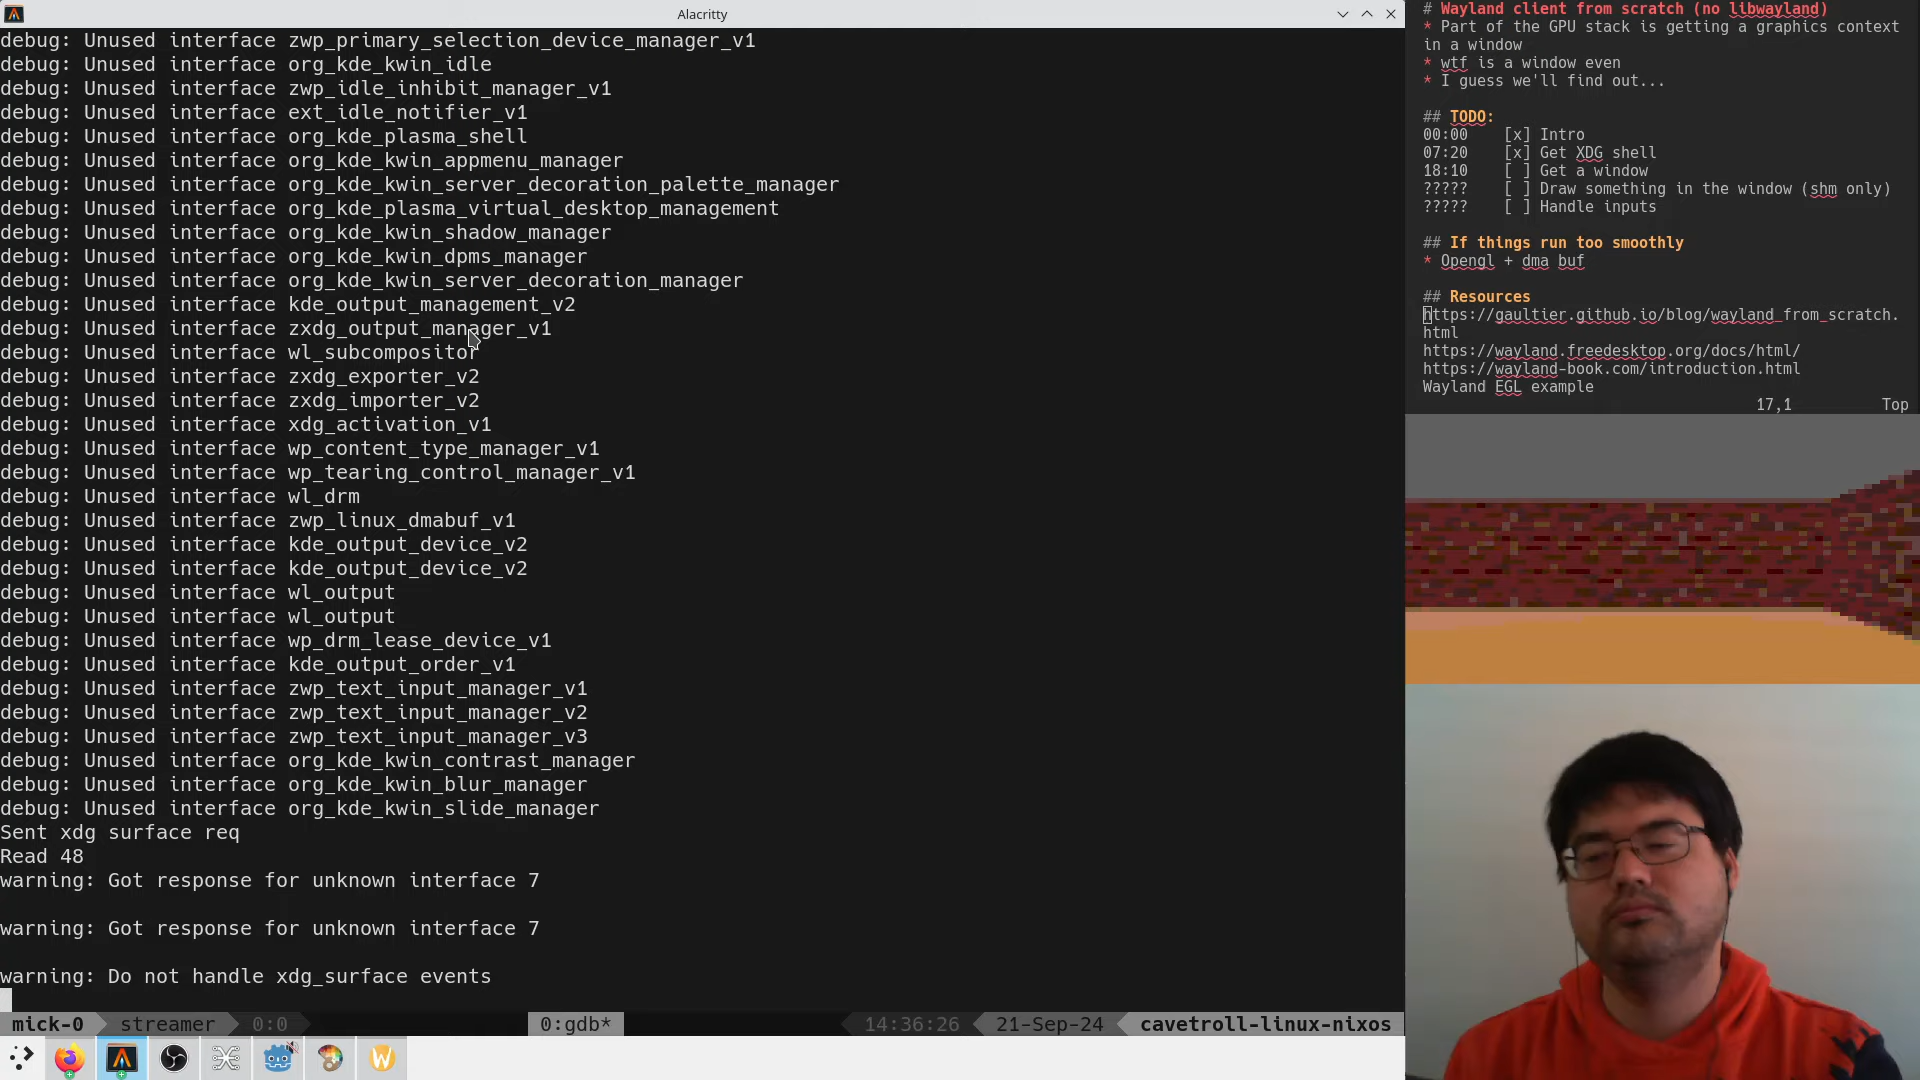 Alacritty
debug: Unused interface zwp_primary_selection_device_manager_v1
debug: Unused interface org_kde_kwin_idle
debug: Unused interface zwp_idle_inhibit_manager_v1
debug: Unused interface ext_idle_notifier_v1
debug: Unused interface org_kde_plasma_shell
debug: Unused interface org_kde_kwin_appmenu_manager
debug: Unused interface org_kde_kwin_server_decoration_palette_manager
debug: Unused interface org_kde_plasma_virtual_desktop_management
debug: Unused interface org_kde_kwin_shadow_manager
debug: Unused interface org_kde_kwin_dpms_manager
debug: Unused interface org_kde_kwin_server_decoration_manager
debug: Unused interface kde_output_management_v2
debug: Unused interface zxdg_output_manager_v1
debug: Unused interface wl_subcompositor
debug: Unused interface zxdg_exporter_v2
debug: Unused interface zxdg_importer_v2
debug: Unused interface xdg_activation_v1
debug: Unused interface wp_content_type_manager_v1
debug: Unused interface wp_tearing_control_manager_v1
debug: Unused interface wl_drm
debug: Unused interface zwp_linux_dmabuf_v1
debug: Unused interface kde_output_device_v2
debug: Unused interface kde_output_device_v2
debug: Unused interface wl_output
debug: Unused interface wl_output
debug: Unused interface wp_drm_lease_device_v1
debug: Unused interface kde_output_order_v1
debug: Unused interface zwp_text_input_manager_v1
debug: Unused interface zwp_text_input_manager_v2
debug: Unused interface zwp_text_input_manager_v3
debug: Unused interface org_kde_kwin_contrast_manager
debug: Unused interface org_kde_kwin_blur_manager
debug: Unused interface org_kde_kwin_slide_manager
Sent xdg surface req
Read 48
warning: Got response for unknown interface 7
warning: Got response for unknown interface 7
warning: Do not handle xdg_surface events
mick-0 streamer 0:0 0:gdb* 14:36:26 21-Sep-24 cavetroll-linux-nixos
# Wayland client from scratch (no libwayland)
* Part of the GPU stack is getting a graphics context
in a window
* wtf is a window even
* I guess we'll find out...
## TODO:
00:00 [x] Intro
07:20 [x] Get XDG shell
18:10 [ ] Get a window
????? [ ] Draw something in the window (shm only)
????? [ ] Handle inputs
## If things run too smoothly
* Opengl + dma buf
## Resources
https://gaultier.github.io/blog/wayland_from_scratch.
html
https://wayland.freedesktop.org/docs/html/
https://wayland-book.com/introduction.html
Wayland EGL example
17,1 Top